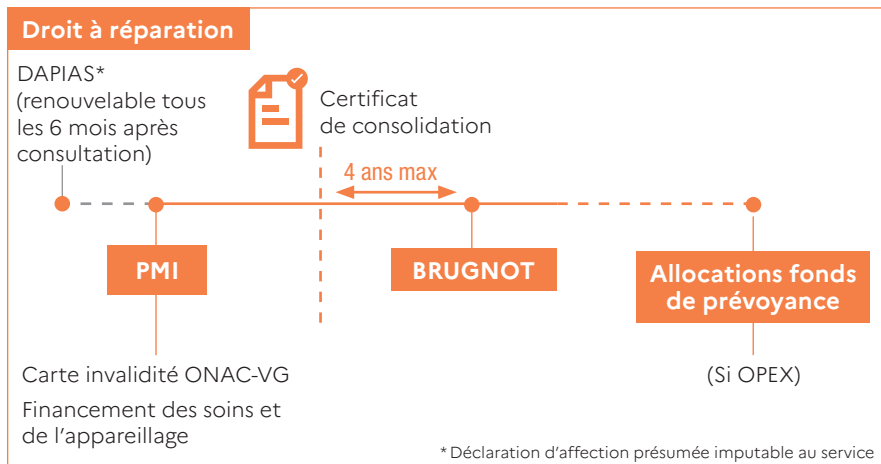 Droit à réparation
DAPIAS*
(renouvelable tous
les 6 mois après
consultation)
Certificat
de consolidation
4 ans max
PMI
BRUGNOT
Allocations fonds
de prévoyance
Carte invalidité ONAC-VG
Financement des soins et
de l'appareillage
(Si OPEX)
* Déclaration d'affection présumée imputable au service